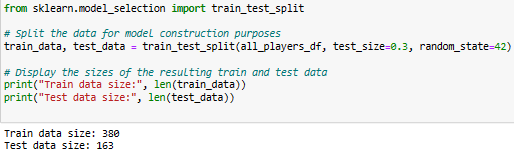 from sklearn.model_selection import train_test_split
# Split the data for model construction purposes
train_data, test_data = train_test_split(all_players_df, test_size=0.3, random_state=42)
# Display the sizes of the resulting train and test data
print("Train data size:", len(train_data))
print("Test data size:", len(test_data))
Train data size: 380
Test data size: 163